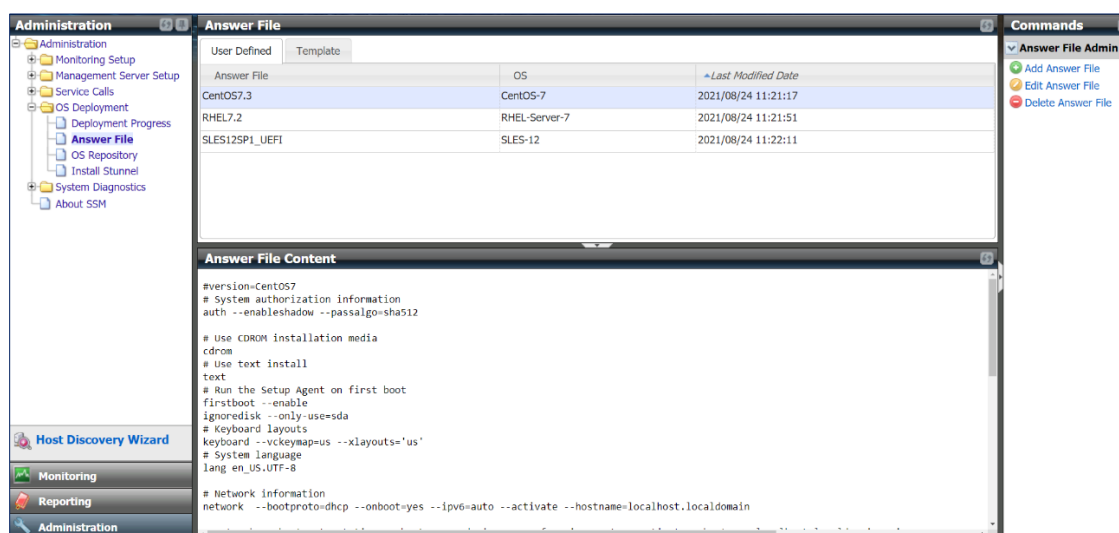 Administration
Administration
Monitoring Setup
Management Server Setup
Service Calls
OS Deployment
Deployment Progress
Answer File
OS Repository
Install Stunnel
System Diagnostics
About SSM
Host Discovery Wizard
Monitoring
Reporting
Administration
Answer File
User Defined Template
Answer File OS Last Modified Date
CentOS7.3 CentOS-7 2021/08/24 11:21:17
RHEL7.2 RHEL-Server-7 2021/08/24 11:21:51
SLES12SP1_UEFI SLES-12 2021/08/24 11:22:11
Answer File Content
#version=CentOS7
# System authorization information
auth --enableshadow --passalgo=sha512
# Use CDROM installation media
cdrom
# Use text install
text
# Run the Setup Agent on first boot
firstboot --enable
ignoredisk --only-use=sda
# Keyboard layouts
keyboard --vckeymap=us --xlayouts='us'
# System language
lang en_US.UTF-8
# Network information
network  --bootproto=dhcp --onboot=yes --ipv6=auto --activate --hostname=localhost.localdomain
Commands
Answer File Admin
Add Answer File
Edit Answer File
Delete Answer File